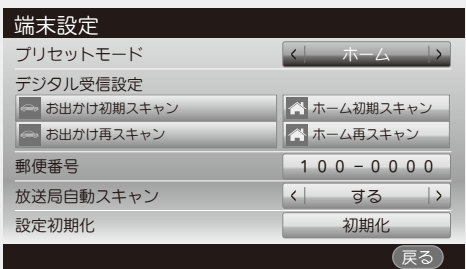 端末設定
プリセットモード ホーム
デジタル受信設定
お出かけ初期スキャン ホーム初期スキャン
お出かけ再スキャン ホーム再スキャン
郵便番号 100-0000
放送局自動スキャン する
設定初期化 初期化
戻る